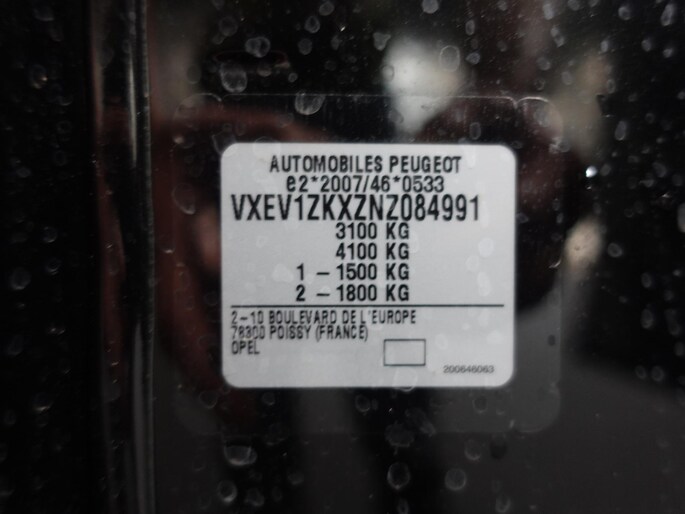 AUTOMOBILES PEUGEOT
e2*2007/46*0533
VXEV1ZKXZNZ084991
3100 KG
4100 KG
1 - 1500 KG
2 - 1800 KG
2-10 BOULEVARD DE L'EUROPE
78300 POISSY (FRANCE)
OPEL
200646063